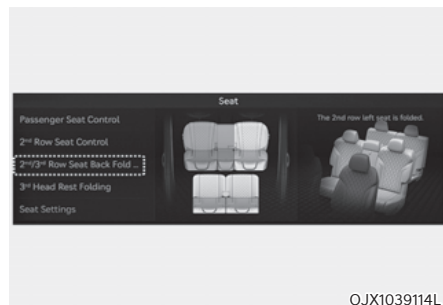 Seat
Passenger Seat Control
2nd Row Seat Control
2nd/3rd Row Seat Back Fold ...
3rd Head Rest Folding
Seat Settings
The 2nd row left seat is folded.
OJX1039114L